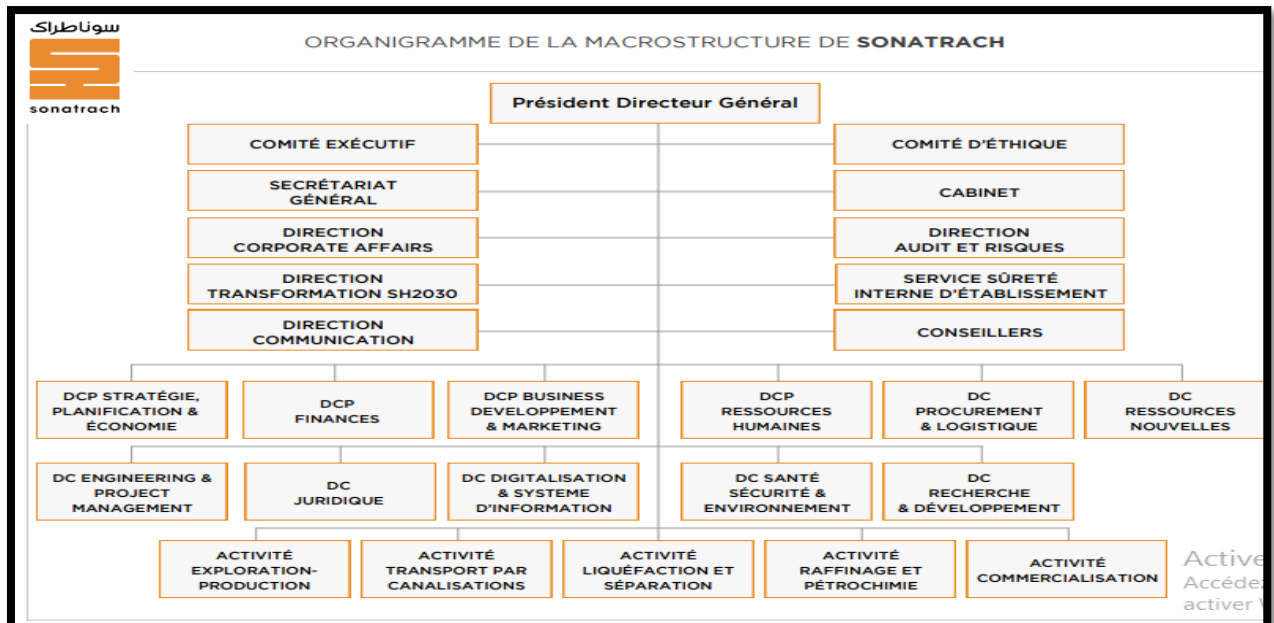 سوناطراك
sonatrach
ORGANIGRAMME DE LA MACROSTRUCTURE DE SONATRACH
Président Directeur Général
COMITÉ EXÉCUTIF
COMITÉ D'ÉTHIQUE
SECRÉTARIAT
GÉNÉRAL
CABINET
DIRECTION
CORPORATE AFFAIRS
DIRECTION
AUDIT ET RISQUES
DIRECTION
TRANSFORMATION SH2030
SERVICE SÛRETÉ
INTERNE D'ÉTABLISSEMENT
DIRECTION
COMMUNICATION
CONSEILLERS
DCP STRATÉGIE,
PLANIFICATION &
ÉCONOMIE
DCP
FINANCES
DCP BUSINESS
DEVELOPPEMENT
& MARKETING
DCP
RESSOURCES
HUMAINES
DC
PROCUREMENT
& LOGISTIQUE
DC
RESSOURCES
NOUVELLES
DC ENGINEERING &
PROJECT
MANAGEMENT
DC
JURIDIQUE
DC DIGITALISATION
& SYSTEME
D'INFORMATION
DC SANTÉ
SÉCURITÉ &
ENVIRONNEMENT
DC
RECHERCHE
& DÉVELOPPEMENT
ACTIVITÉ
EXPLORATION-
PRODUCTION
ACTIVITÉ
TRANSPORT PAR
CANALISATIONS
ACTIVITÉ
LIQUÉFACTION ET
SÉPARATION
ACTIVITÉ
RAFFINAGE ET
PÉTROCHIMIE
ACTIVITÉ
COMMERCIALISATION
Active
Accédez
activer